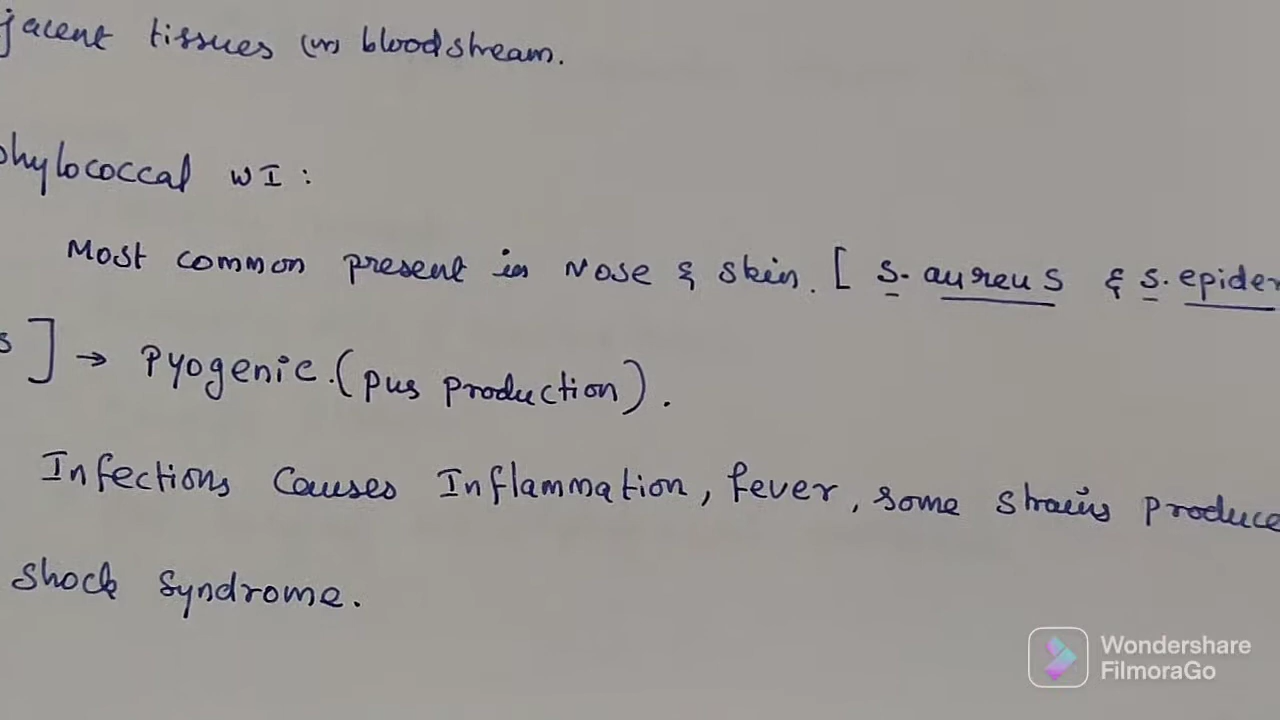 jacent tissues (or) bloodstream.
phylococcal WI :
Most common present in Nose & skin. [ S. aureus & S. epider
s ] → Pyogenic. (pus production).
Infections causes Inflammation, fever, some strains produce
shock syndrome.
Wondershare
FilmoraGo